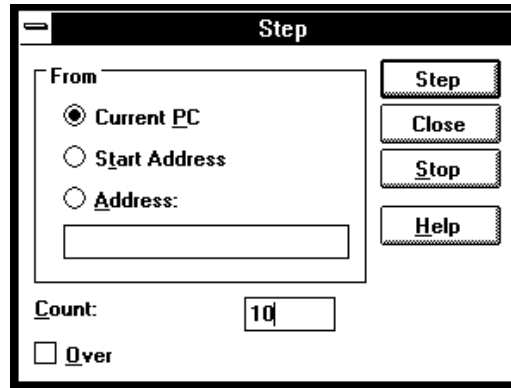 Step
From
Current PC
Start Address
Address:
Count:
10
Over
Step
Close
Stop
Help